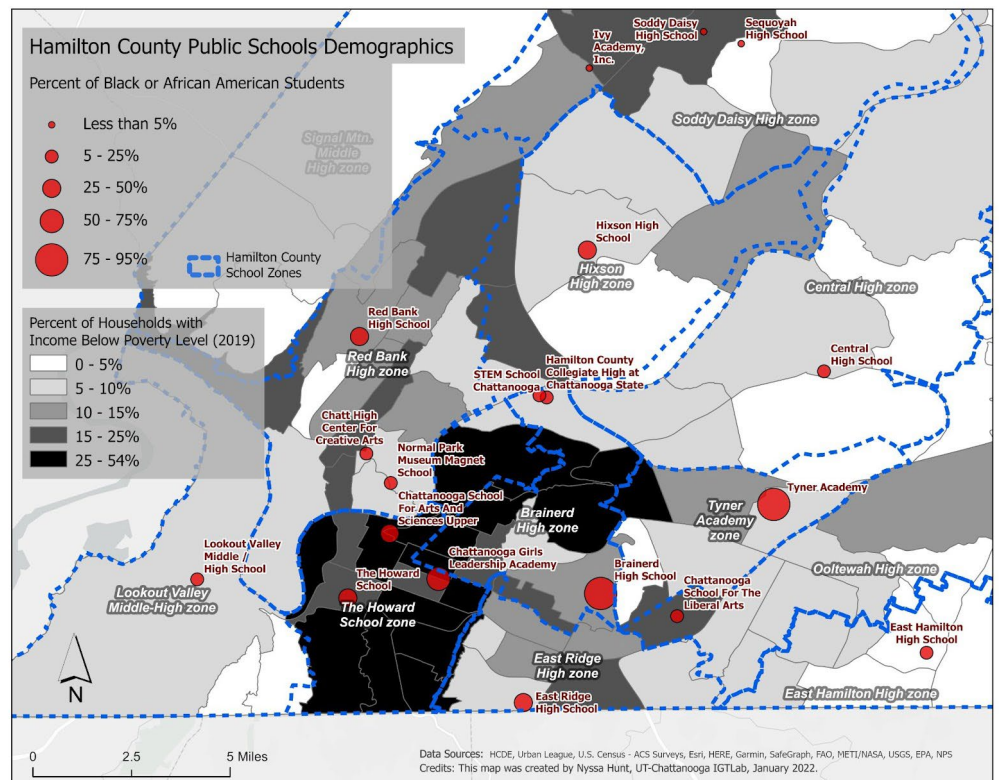 Hamilton County Public Schools Demographics
Percent of Black or African American Students
Less than 5%
5 - 25%
25 - 50%
50 - 75%
75 - 95%
Hamilton County
School Zones
Percent of Households with
Income Below Poverty Level (2019)
0 - 5%
5 - 10%
10 - 15%
15 - 25%
25 - 54%
Signal Mtn.
Middle
High zone
Ivy
Academy,
Inc.
Soddy Daisy
High School
Sequoyah
High School
Soddy Daisy High zone
Hixson High
School
Hixson
High zone
Central High zone
Red Bank
High School
Red Bank
High zone
Central
High School
STEM School
Chattanooga
Hamilton County
Collegiate High at
Chattanooga State
Chatt High
Center For
Creative Arts
Normal Park
Museum Magnet
School
Chattanooga School
For Arts And
Sciences Upper
Brainerd
High zone
Tyner Academy
Tyner
Academy
zone
Lookout Valley
Middle /
High School
Lookout Valley
Middle-High zone
The Howard
School
The Howard
School zone
Chattanooga Girls
Leadership Academy
Brainerd
High School
Chattanooga
School For The
Liberal Arts
Ooltewah High zone
East Hamilton
High School
East Ridge
High zone
East Hamilton High zone
East Ridge
High School
N
0 2.5 5 Miles
Data Sources: HCDE, Urban League, U.S. Census - ACS Surveys, Esri, HERE, Garmin, SafeGraph, FAO, METI/NASA, USGS, EPA, NPS
Credits: This map was created by Nyssa Hunt, UT-Chattanooga IGTLab, January 2022.